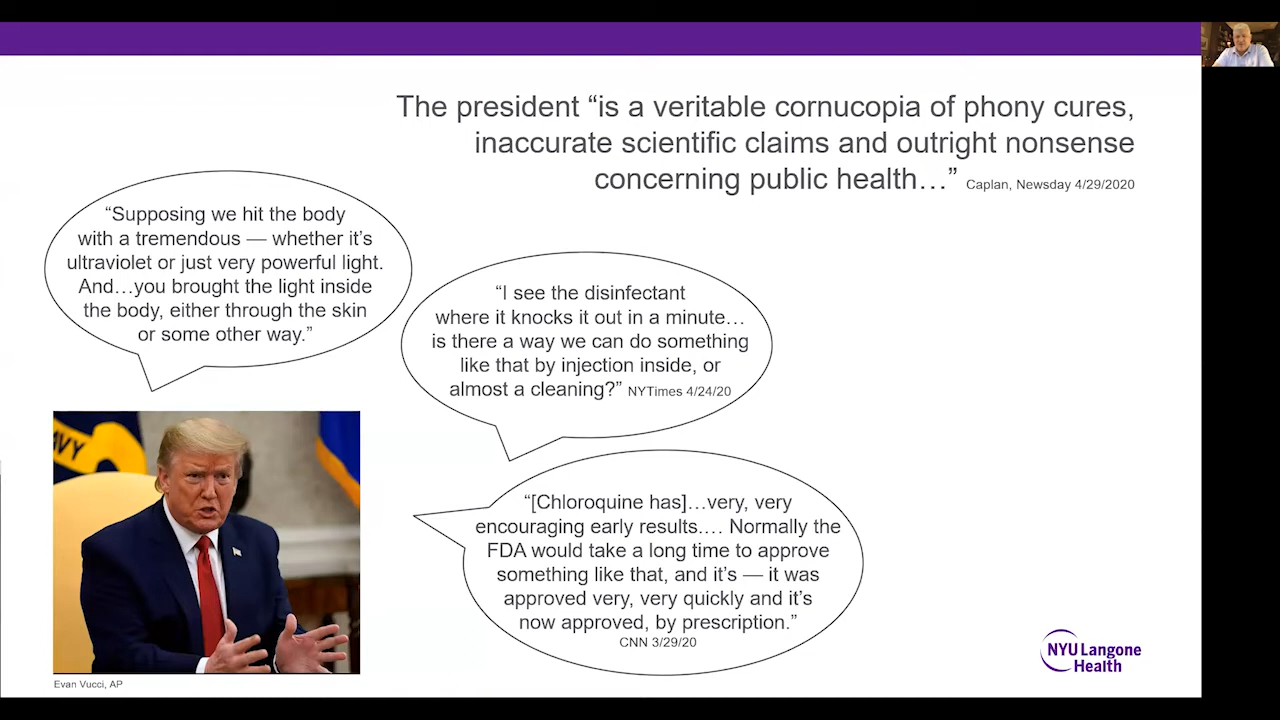 The president “is a veritable cornucopia of phony cures,
inaccurate scientific claims and outright nonsense
concerning public health…” Caplan, Newsday 4/29/2020
“Supposing we hit the body
with a tremendous — whether it’s
ultraviolet or just very powerful light.
And…you brought the light inside
the body, either through the skin
or some other way.”
“I see the disinfectant
where it knocks it out in a minute…
is there a way we can do something
like that by injection inside, or
almost a cleaning?” NYTimes 4/24/20
“[Chloroquine has]…very, very
encouraging early results.… Normally the
FDA would take a long time to approve
something like that, and it’s — it was
approved very, very quickly and it’s
now approved, by prescription.”
CNN 3/29/20
AVY
Evan Vucci, AP
NYU Langone
Health